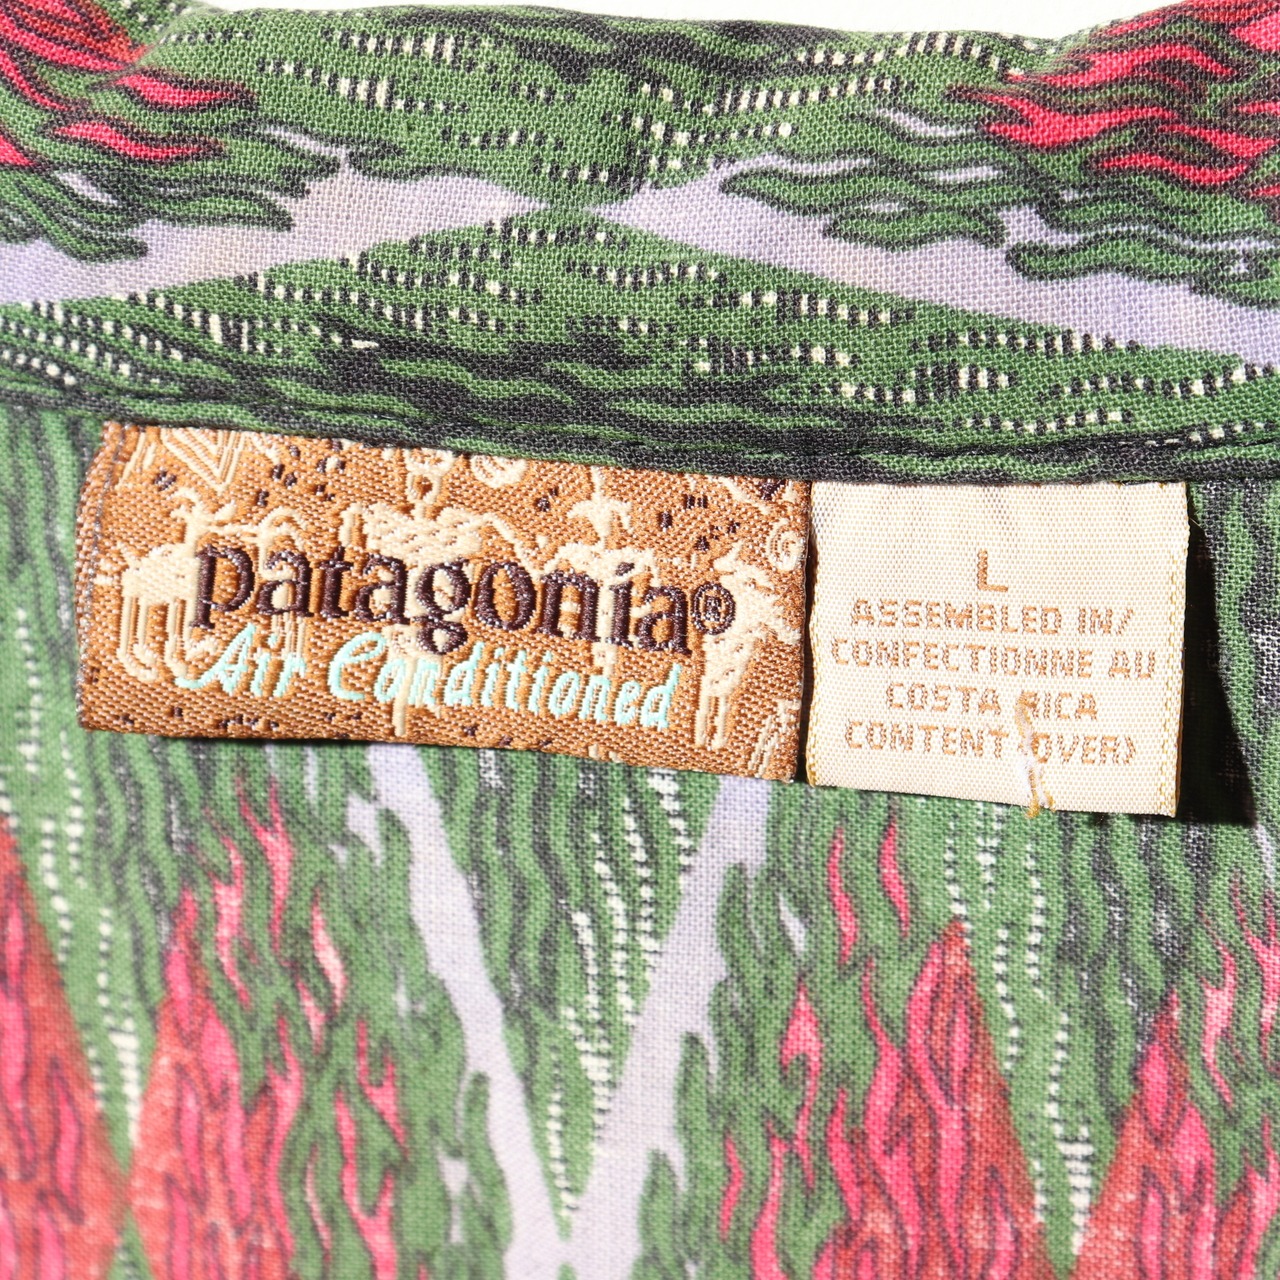 patagonia®
Air Conditioned
L
ASSEMBLED IN/
CONFECTIONNE AU
COSTA RICA
CONTENT (OVER)